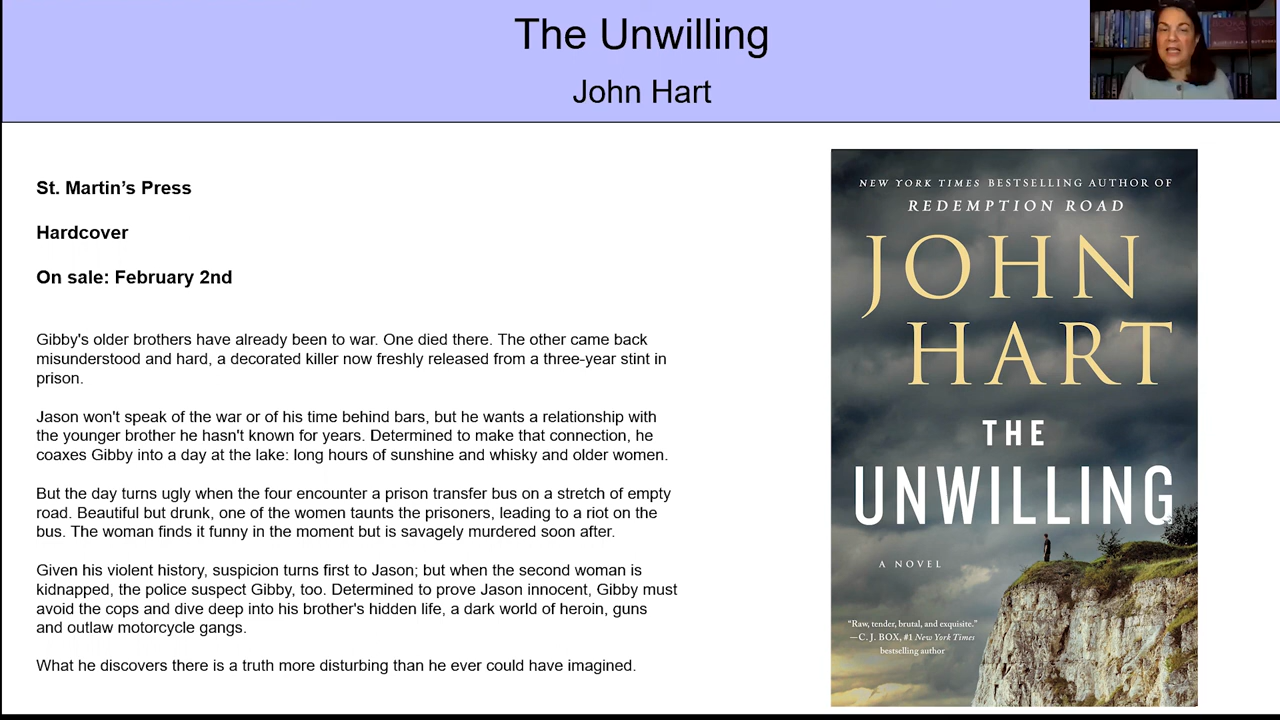 The Unwilling
John Hart
St. Martin’s Press
Hardcover
On sale: February 2nd
Gibby's older brothers have already been to war. One died there. The other came back
misunderstood and hard, a decorated killer now freshly released from a three-year stint in
prison.
Jason won't speak of the war or of his time behind bars, but he wants a relationship with
the younger brother he hasn't known for years. Determined to make that connection, he
coaxes Gibby into a day at the lake: long hours of sunshine and whisky and older women.
But the day turns ugly when the four encounter a prison transfer bus on a stretch of empty
road. Beautiful but drunk, one of the women taunts the prisoners, leading to a riot on the
bus. The woman finds it funny in the moment but is savagely murdered soon after.
Given his violent history, suspicion turns first to Jason; but when the second woman is
kidnapped, the police suspect Gibby, too. Determined to prove Jason innocent, Gibby must
avoid the cops and dive deep into his brother's hidden life, a dark world of heroin, guns
and outlaw motorcycle gangs.
What he discovers there is a truth more disturbing than he ever could have imagined.
NEW YORK TIMES BESTSELLING AUTHOR OF
REDEMPTION ROAD
JOHN
HART
THE
UNWILLING
A NOVEL
“Raw, tender, brutal, and exquisite.”
—C. J. BOX, #1 New York Times
bestselling author